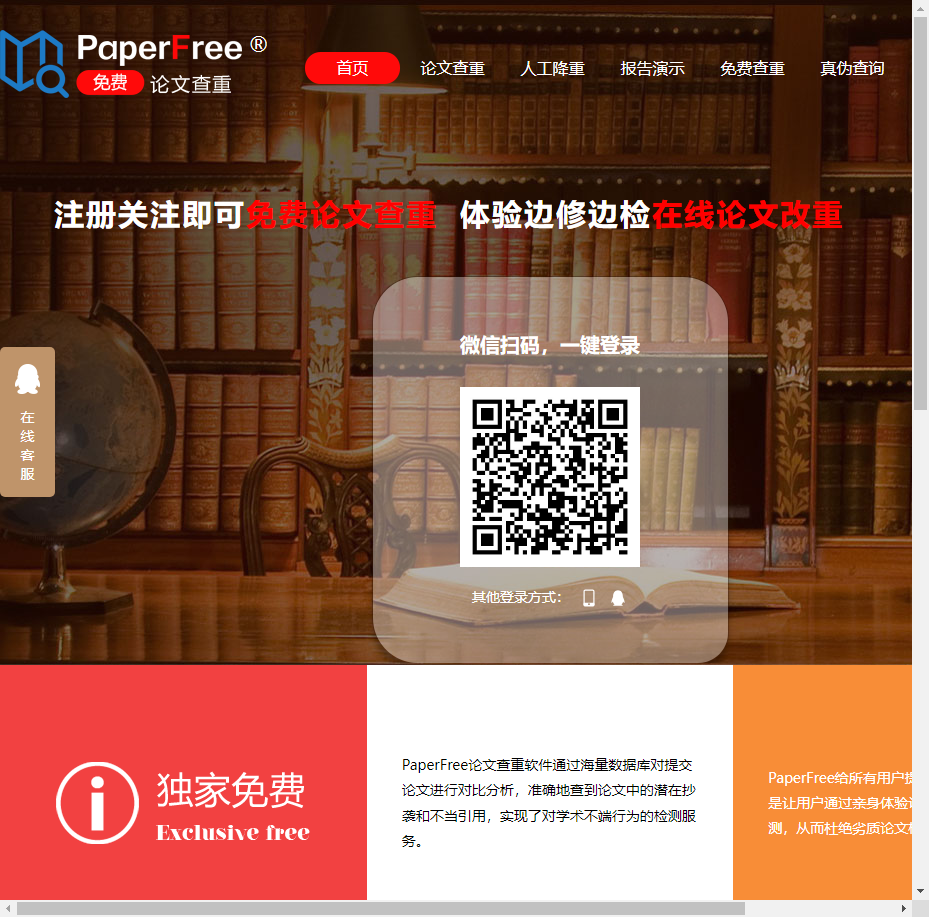 PaperFree ®
免费 论文查重
首页 论文查重 人工降重 报告演示 免费查重 真伪查询
注册关注即可免费论文查重 体验边修边检在线论文改重
微信扫码，一键登录
在线客服
其他登录方式：
独家免费
Exclusive free
PaperFree论文查重软件通过海量数据库对提交
论文进行对比分析，准确地查到论文中的潜在抄
袭和不当引用，实现了对学术不端行为的检测服
务。
PaperFree给所有用户
是让用户通过亲身体验
测，从而杜绝劣质论文